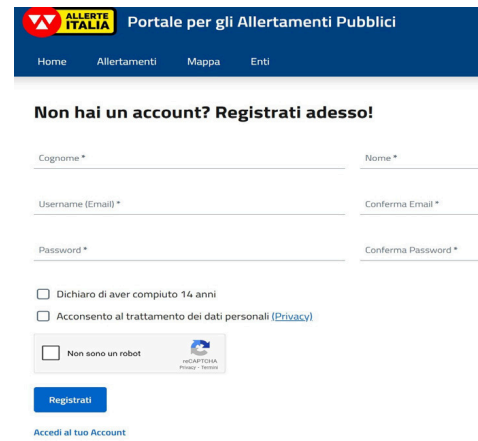 ALLERTE
ITALIA
Portale per gli Allertamenti Pubblici
Home Allertamenti Mappa Enti
Non hai un account? Registrati adesso!
Cognome * Nome *
Username (Email) * Conferma Email *
Password * Conferma Password *
Dichiaro di aver compiuto 14 anni
Acconsento al trattamento dei dati personali (Privacy)
Non sono un robot
reCAPTCHA
Privacy - Termini
Registrati
Accedi al tuo Account